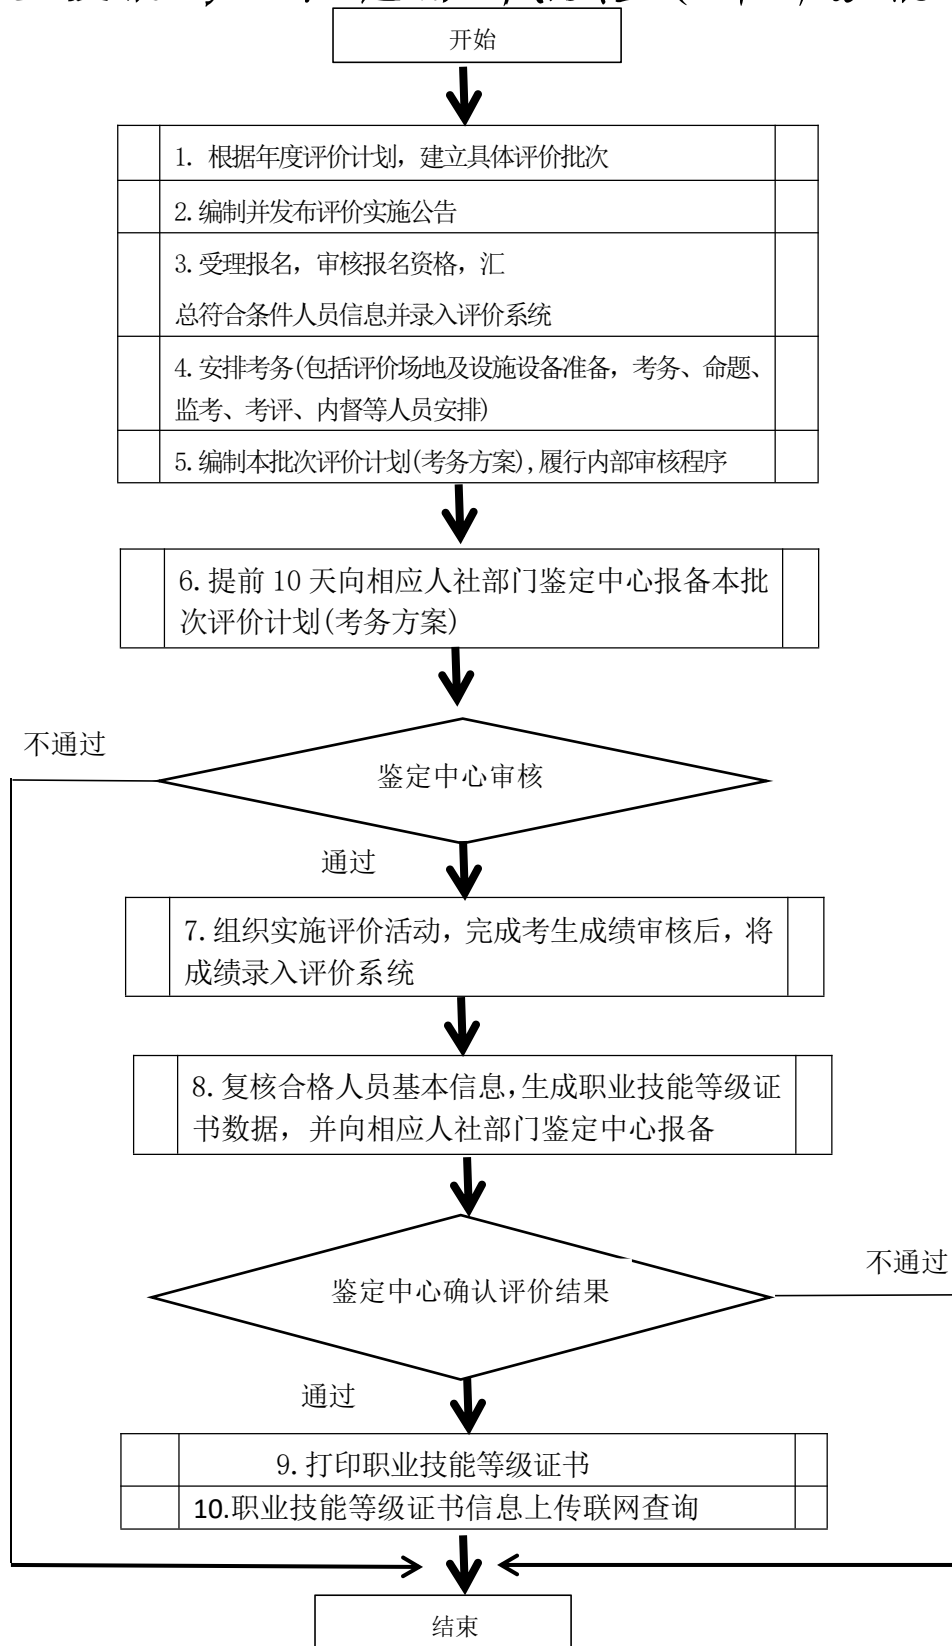 开始
1. 根据年度评价计划，建立具体评价批次
2.编制并发布评价实施公告
3.受理报名，审核报名资格，汇
总符合条件人员信息并录入评价系统
4.安排考务(包括评价场地及设施设备准备，考务、命题、
监考、考评、内督等人员安排)
5.编制本批次评价计划(考务方案),履行内部审核程序
6.提前 10 天向相应人社部门鉴定中心报备本批
次评价计划(考务方案)
不通过
鉴定中心审核
通过
7.组织实施评价活动，完成考生成绩审核后，将
成绩录入评价系统
8.复核合格人员基本信息,生成职业技能等级证
书数据，并向相应人社部门鉴定中心报备
不通过
鉴定中心确认评价结果
通过
9.打印职业技能等级证书
10.职业技能等级证书信息上传联网查询
结束